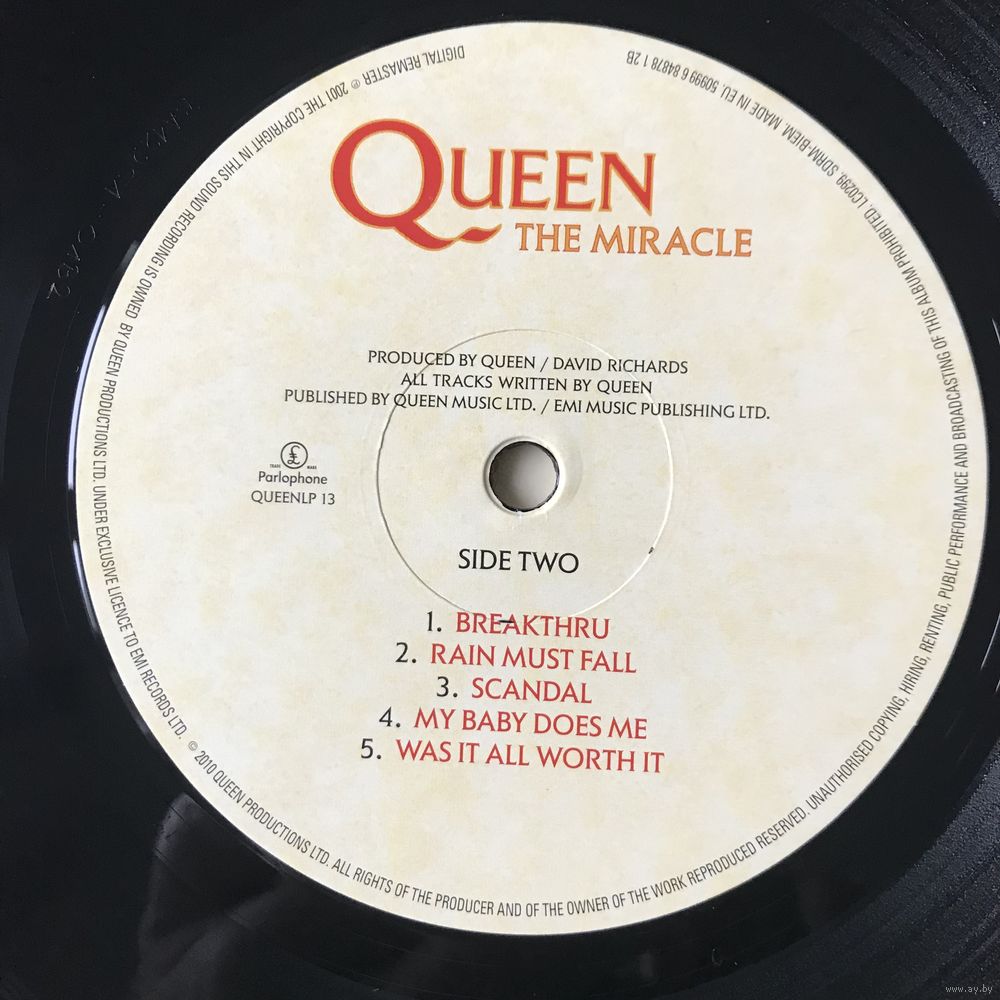 QUEEN
THE MIRACLE
PRODUCED BY QUEEN / DAVID RICHARDS
ALL TRACKS WRITTEN BY QUEEN
PUBLISHED BY QUEEN MUSIC LTD. / EMI MUSIC PUBLISHING LTD.
TRADE £ MARK
Parlophone
QUEENLP 13
SIDE TWO
1. BREAKTHRU
2. RAIN MUST FALL
3. SCANDAL
4. MY BABY DOES ME
5. WAS IT ALL WORTH IT
DIGITAL REMASTER ℗ 2001 THE COPYRIGHT IN THIS SOUND RECORDING IS OWNED BY QUEEN PRODUCTIONS LTD. UNDER EXCLUSIVE LICENCE TO EMI RECORDS LTD. © 2010 QUEEN PRODUCTIONS LTD. ALL RIGHTS OF THE PRODUCER AND OF THE OWNER OF THE WORK REPRODUCED RESERVED. UNAUTHORISED COPYING, HIRING, RENTING, PUBLIC PERFORMANCE AND BROADCASTING OF THIS ALBUM PROHIBITED. LC0299. SDRM-BIEM. MADE IN EU. 50999 6 84878 1 2B
www.ay.by